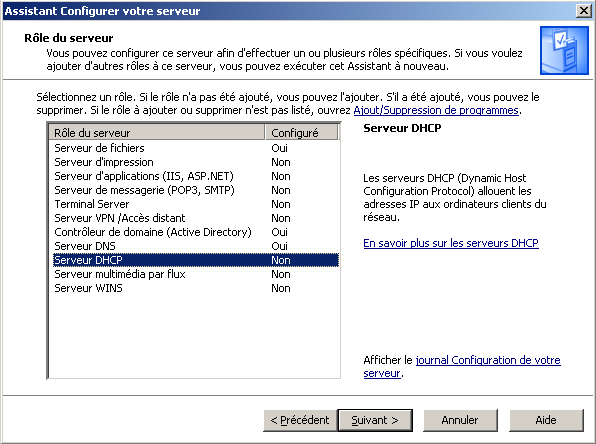 Assistant Configurer votre serveur
Rôle du serveur
Vous pouvez configurer ce serveur afin d'effectuer un ou plusieurs rôles spécifiques. Si vous voulez
ajouter d'autres rôles à ce serveur, vous pouvez exécuter cet Assistant à nouveau.
Sélectionnez un rôle. Si le rôle n'a pas été ajouté, vous pouvez l'ajouter. S'il a été ajouté, vous pouvez le
supprimer. Si le rôle à ajouter ou supprimer n'est pas listé, ouvrez Ajout/Suppression de programmes.
Rôle du serveur Configuré
Serveur de fichiers Oui
Serveur d'impression Non
Serveur d'applications (IIS, ASP.NET) Non
Serveur de messagerie (POP3, SMTP) Non
Terminal Server Non
Serveur VPN /Accès distant Non
Contrôleur de domaine (Active Directory) Oui
Serveur DNS Oui
Serveur DHCP Non
Serveur multimédia par flux Non
Serveur WINS Non
Serveur DHCP
Les serveurs DHCP (Dynamic Host
Configuration Protocol) allouent les
adresses IP aux ordinateurs clients du
réseau.
En savoir plus sur les serveurs DHCP
Afficher le journal Configuration de votre
serveur.
< Précédent Suivant > Annuler Aide